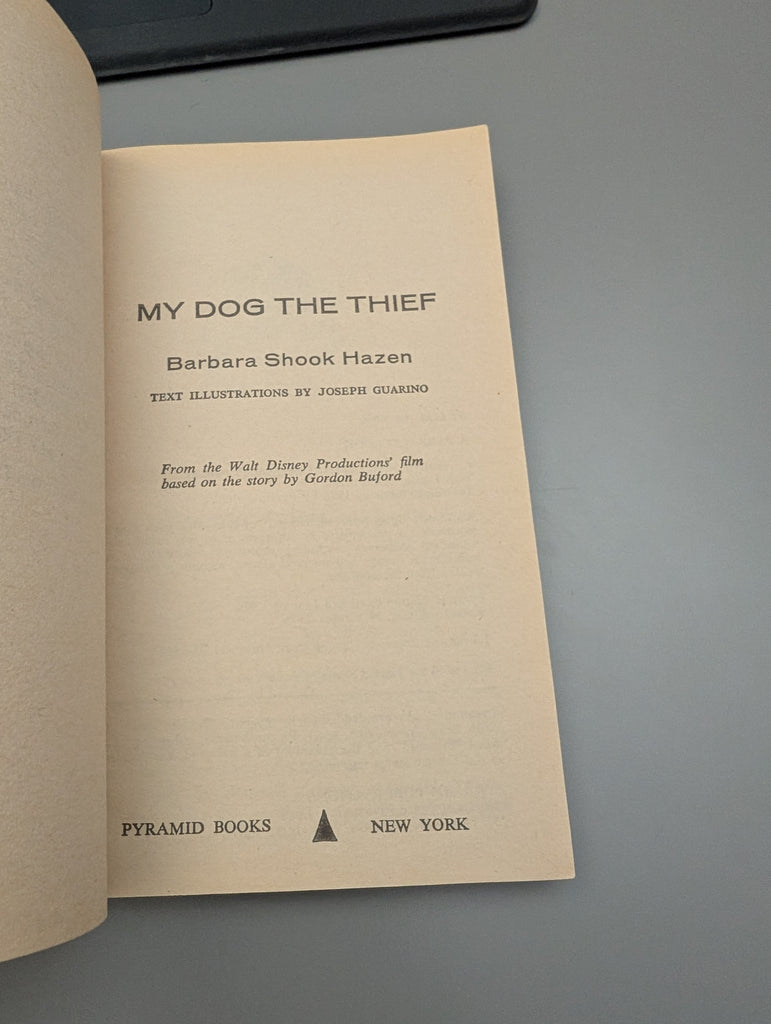 MY DOG THE THIEF
Barbara Shook Hazen
TEXT ILLUSTRATIONS BY JOSEPH GUARINO
From the Walt Disney Productions' film
based on the story by Gordon Buford
PYRAMID BOOKS NEW YORK